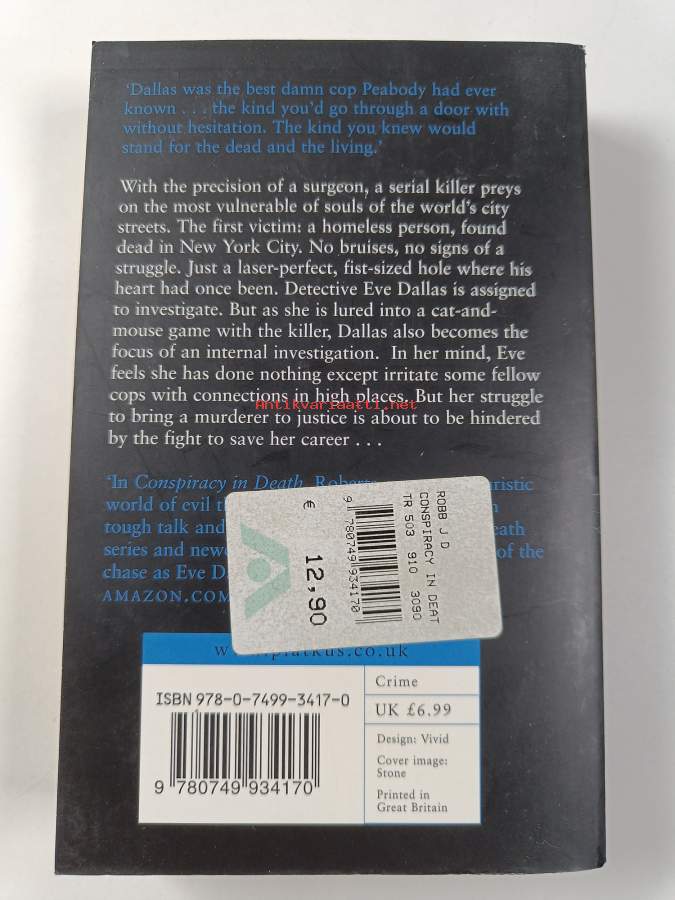 ‘Dallas was the best damn cop Peabody had ever
known . . . the kind you’d go through a door with
without hesitation. The kind you knew would
stand for the dead and the living.’
With the precision of a surgeon, a serial killer preys
on the most vulnerable of souls of the world’s city
streets. The first victim: a homeless person, found
dead in New York City. No bruises, no signs of a
struggle. Just a laser-perfect, fist-sized hole where his
heart had once been. Detective Eve Dallas is assigned
to investigate. But as she is lured into a cat-and-
mouse game with the killer, Dallas also becomes the
focus of an internal investigation. In her mind, Eve
feels she has done nothing except irritate some fellow
cops with connections in high places. But her struggle
Antikvariaatti.net
to bring a murderer to justice is about to be hindered
by the fight to save her career . . .
‘In Conspiracy in Death, Roberts
world of evil
tough talk and
series and of the
chase as Eve
AMAZON.COM
ROBB J D
CONSPIRACY IN DEAT
TR 503 910 3090
9 780749 934170
€ 12,90
ISBN 978-0-7499-3417-0
9 780749 934170
Crime
UK £6.99
Design: Vivid
Cover image:
Stone
Printed in
Great Britain